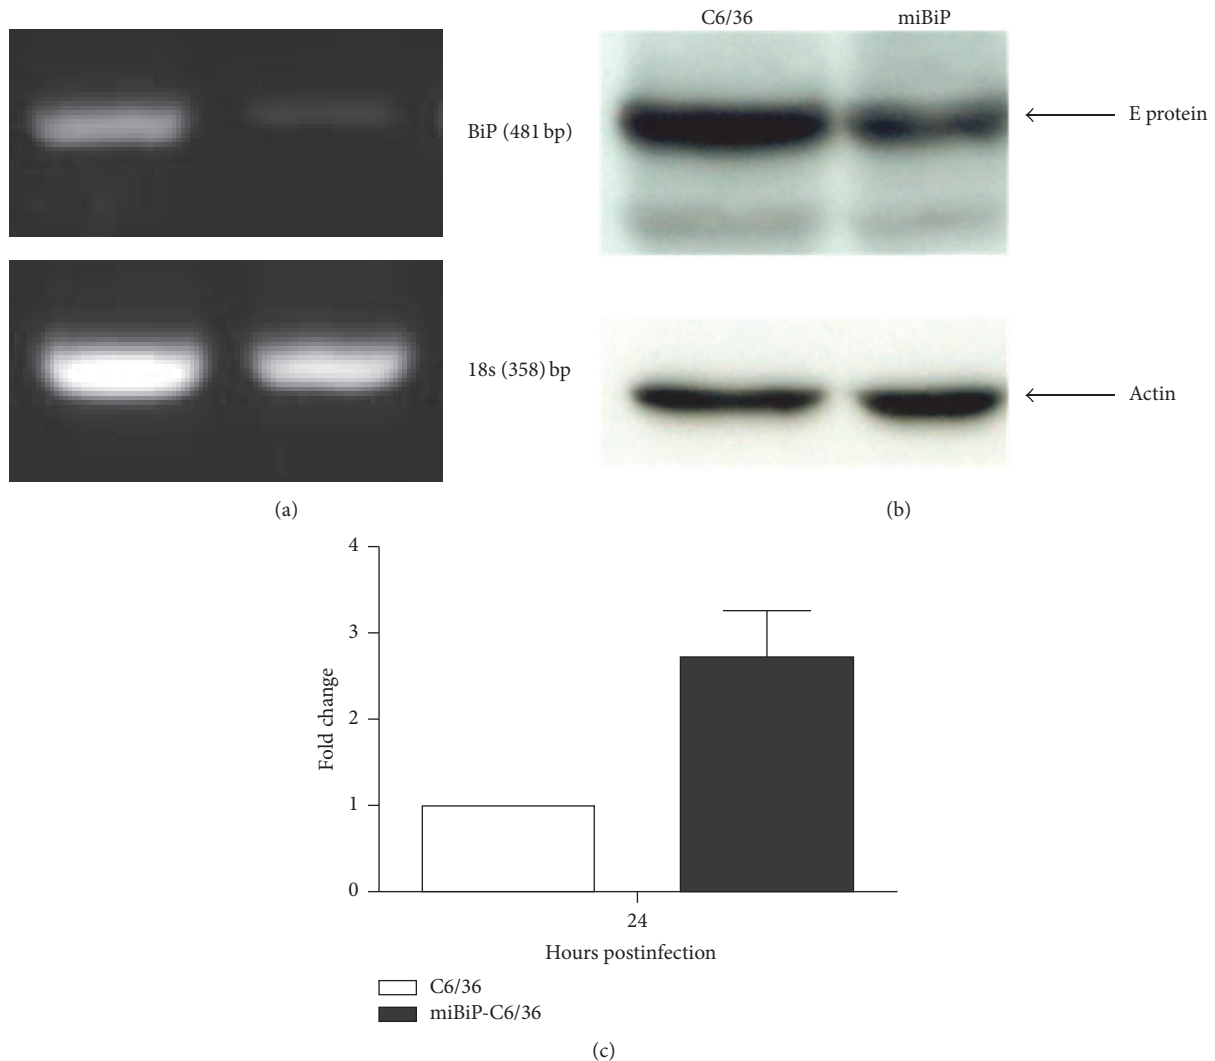 C6/36 miBiP
BiP (481 bp)
E protein
18s (358) bp
Actin
(a)
(b)
4
3
2
1
0
Fold change
24
Hours postinfection
C6/36
miBiP-C6/36
(c)